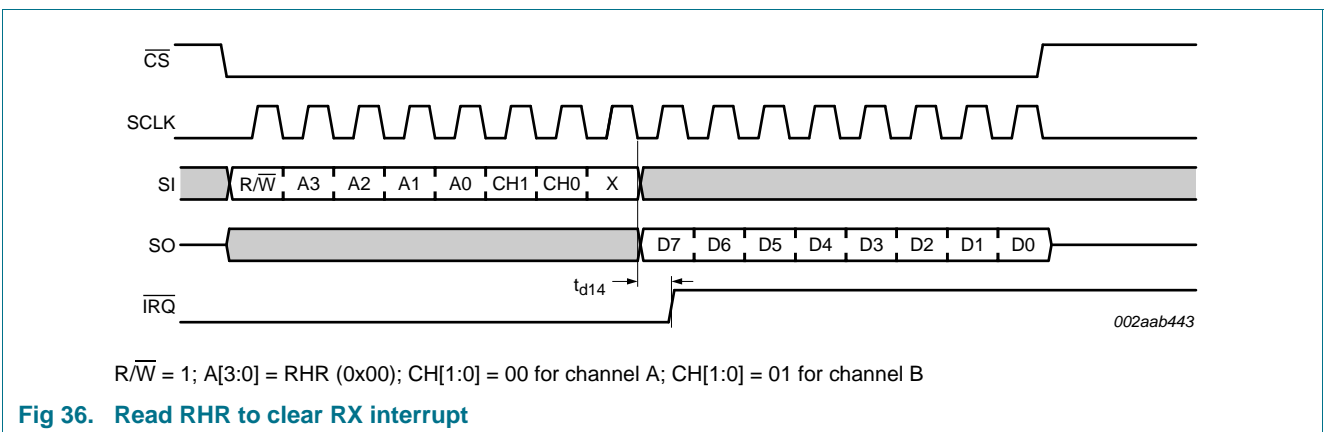 CS
SCLK
SI R/W A3 A2 A1 A0 CH1 CH0 X
SO D7 D6 D5 D4 D3 D2 D1 D0
td14
IRQ
002aab443
R/W = 1; A[3:0] = RHR (0x00); CH[1:0] = 00 for channel A; CH[1:0] = 01 for channel B
Fig 36. Read RHR to clear RX interrupt